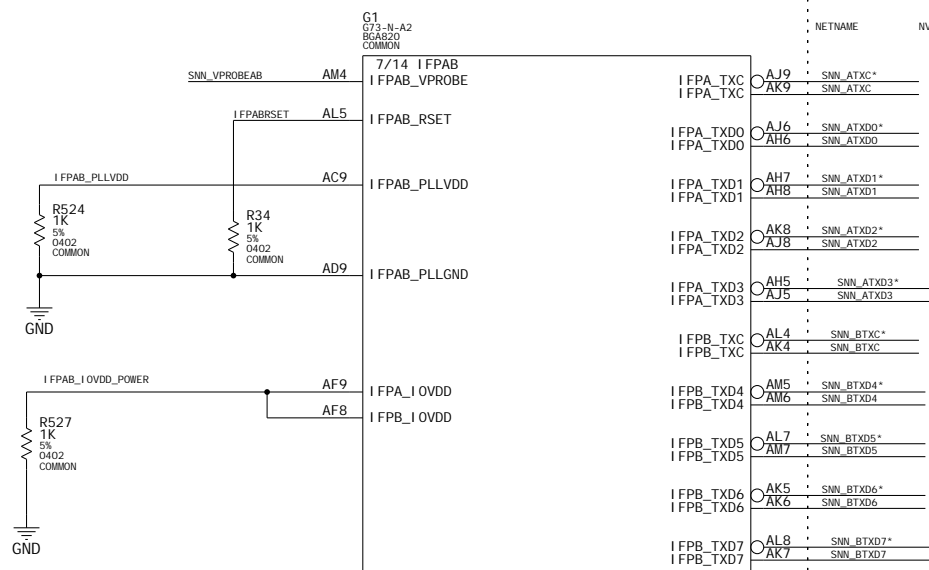 G1
G73-N-A2
BGA820
COMMON
NETNAME
NV
7/14 IFPAB
SNN_VPROBEAB AM4 IFPAB_VPROBE
IFPABRSET AL5 IFPAB_RSET
IFPAB_PLLVDD AC9 IFPAB_PLLVDD
R524
1K
5%
0402
COMMON
R34
1K
5%
0402
COMMON
AD9 IFPAB_PLLGND
GND
IFPAB_IOVDD_POWER AF9 IFPA_IOVDD
AF8 IFPB_IOVDD
R527
1K
5%
0402
COMMON
GND
IFPA_TXC AJ9 SNN_ATXC*
IFPA_TXC AK9 SNN_ATXC
IFPA_TXD0 AJ6 SNN_ATXD0*
IFPA_TXD0 AH6 SNN_ATXD0
IFPA_TXD1 AH7 SNN_ATXD1*
IFPA_TXD1 AH8 SNN_ATXD1
IFPA_TXD2 AK8 SNN_ATXD2*
IFPA_TXD2 AJ8 SNN_ATXD2
IFPA_TXD3 AH5 SNN_ATXD3*
IFPA_TXD3 AJ5 SNN_ATXD3
IFPB_TXC AL4 SNN_BTXC*
IFPB_TXC AK4 SNN_BTXC
IFPB_TXD4 AM5 SNN_BTXD4*
IFPB_TXD4 AM6 SNN_BTXD4
IFPB_TXD5 AL7 SNN_BTXD5*
IFPB_TXD5 AM7 SNN_BTXD5
IFPB_TXD6 AK5 SNN_BTXD6*
IFPB_TXD6 AK6 SNN_BTXD6
IFPB_TXD7 AL8 SNN_BTXD7*
IFPB_TXD7 AK7 SNN_BTXD7